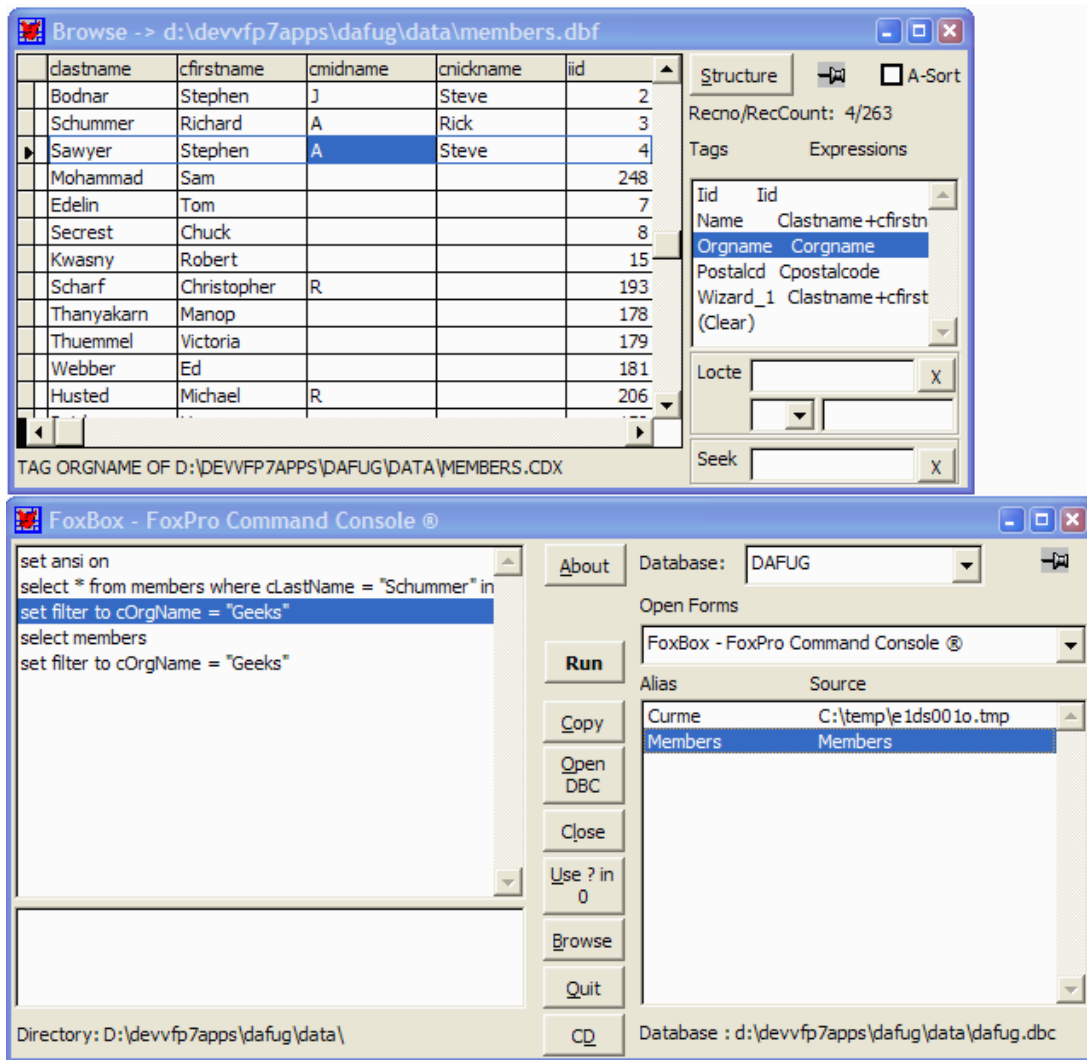 Browse -> d:\devvfp7apps\dafug\data\members.dbf
clastname cfirstname cmidname cnickname iid
Bodnar Stephen J Steve 2
Schummer Richard A Rick 3
Sawyer Stephen A Steve 4
Mohammad Sam 248
Edelin Tom 7
Secrest Chuck 8
Kwasny Robert 15
Scharf Christopher R 193
Thanyakarn Manop 178
Thuemmel Victoria 179
Webber Ed 181
Husted Michael R 206
TAG ORGNAME OF D:\DEVVFP7APPS\DAFUG\DATA\MEMBERS.CDX
Structure A-Sort
Recno/RecCount: 4/263
Tags Expressions
Iid Iid
Name Clastname+cfirstn
Orgname Corgname
Postalcd Cpostalcode
Wizard_1 Clastname+cfirst
(Clear)
Locte X
Seek X
FoxBox - FoxPro Command Console ®
set ansi on
select * from members where cLastName = "Schummer" in
set filter to cOrgName = "Geeks"
select members
set filter to cOrgName = "Geeks"
Directory: D:\devvfp7apps\dafug\data\
About
Run
Copy
Open
DBC
Close
Use ? in
0
Browse
Quit
CD
Database: DAFUG
Open Forms
FoxBox - FoxPro Command Console ®
Alias Source
Curme C:\temp\e1ds001o.tmp
Members Members
Database : d:\devvfp7apps\dafug\data\dafug.dbc